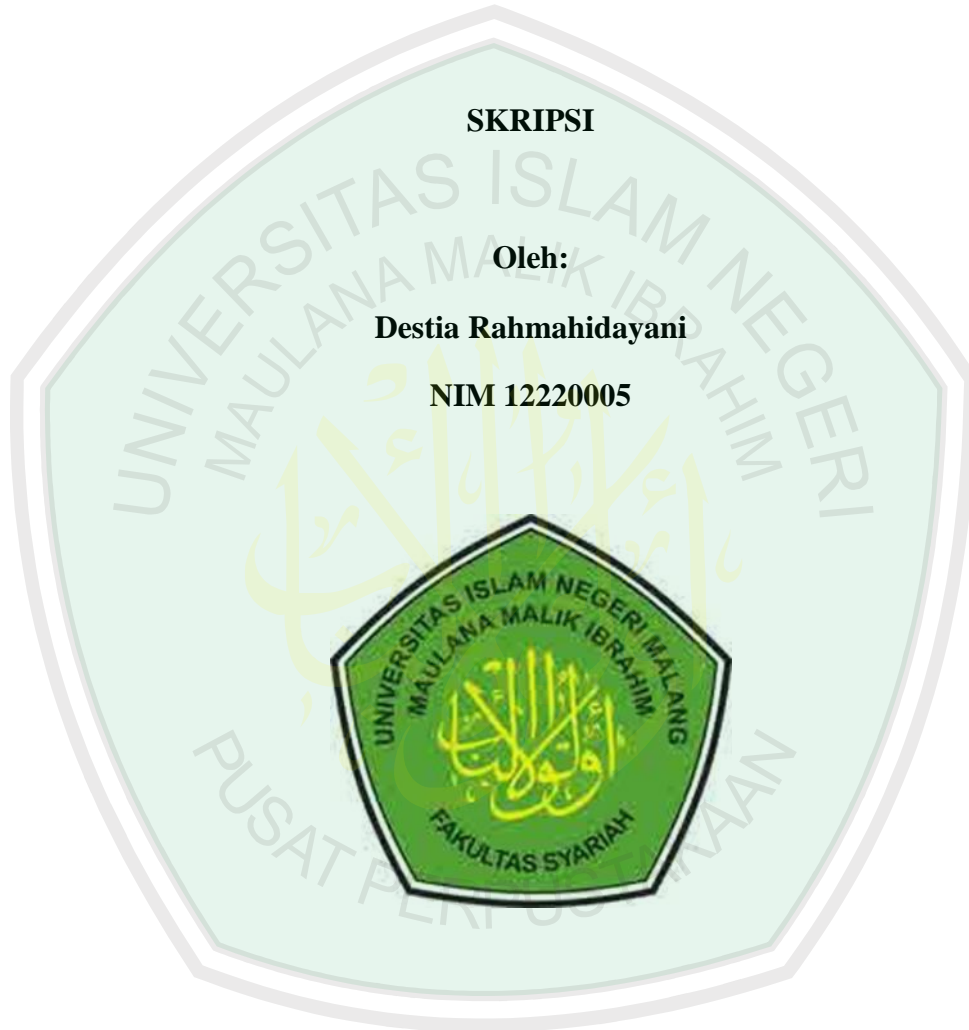 SKRIPSI
Oleh:
Destia Rahmahidayani
NIM 12220005
UNIVERSITAS ISLAM NEGERI
MAULANA MALIK IBRAHIM
PUSAT PERPUSTAKAAN
UNIVERSITAS ISLAM NEGERI MALANG
MAULANA MALIK IBRAHIM
FAKULTAS SYARIAH